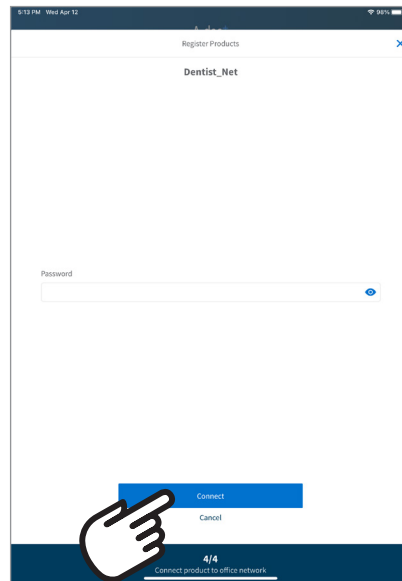 5:13 PM Wed Apr 12
98%
Register Products
Dentist_Net
Password
Connect
Cancel
4/4
Connect product to office network